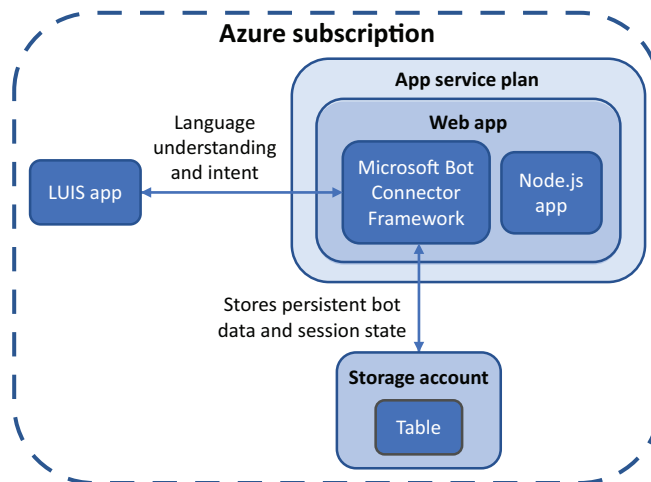 Azure subscription
App service plan
Web app
Language
understanding
and intent
LUIS app
Microsoft Bot
Connector
Framework
Node.js
app
Stores persistent bot
data and session state
Storage account
Table